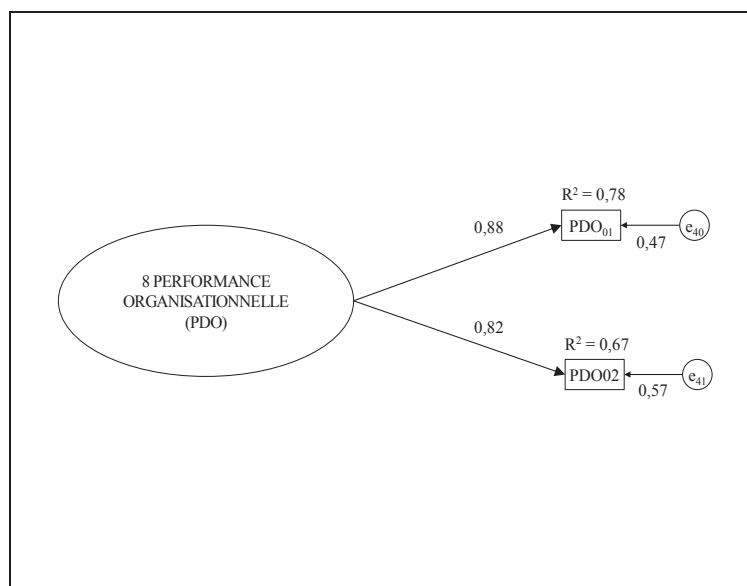 8 PERFORMANCE
ORGANISATIONNELLE
(PDO)
0,88
R² = 0,78
PDO₀₁
0,47
e₄₀
0,82
R² = 0,67
PDO02
0,57
e₄₁